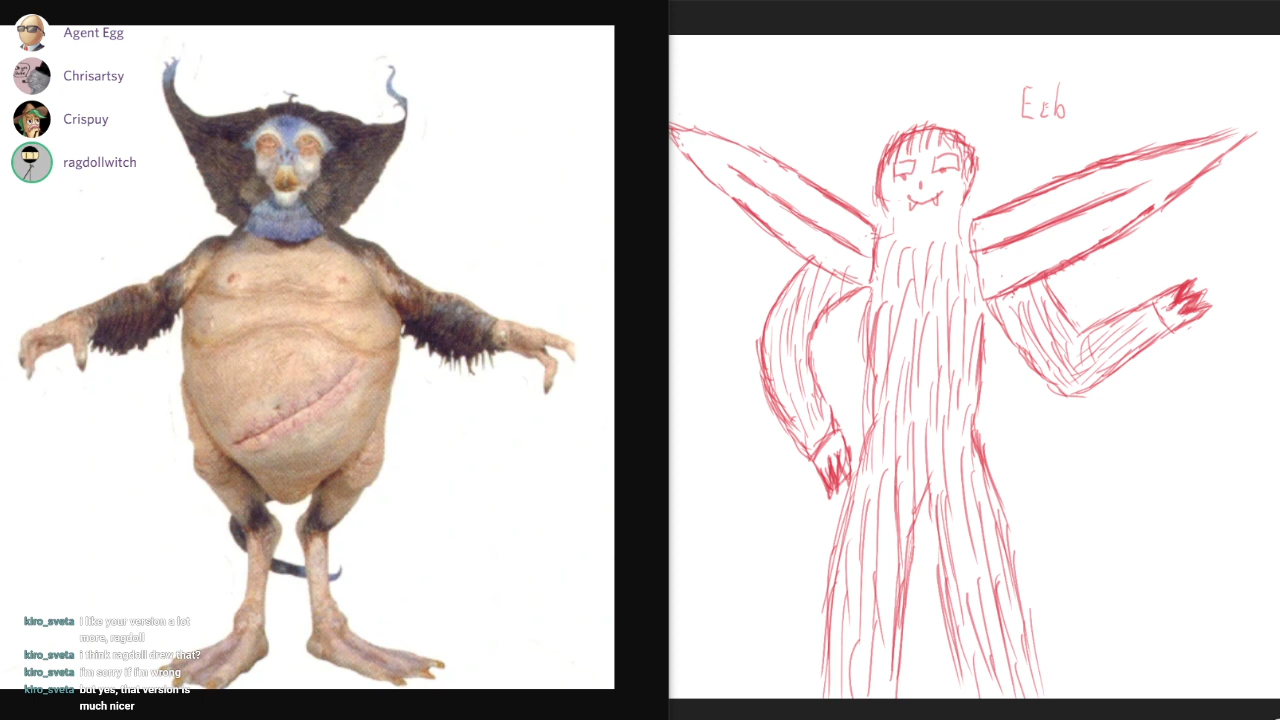 Agent Egg
Chrisartsy
Crispuy
ragdollwitch
Eeb
kiro_sveta i like your version a lot
more, ragdoll
kiro_sveta i think ragdoll drew that?
kiro_sveta i'm sorry if i'm wrong
kiro_sveta but yes, that version is
much nicer